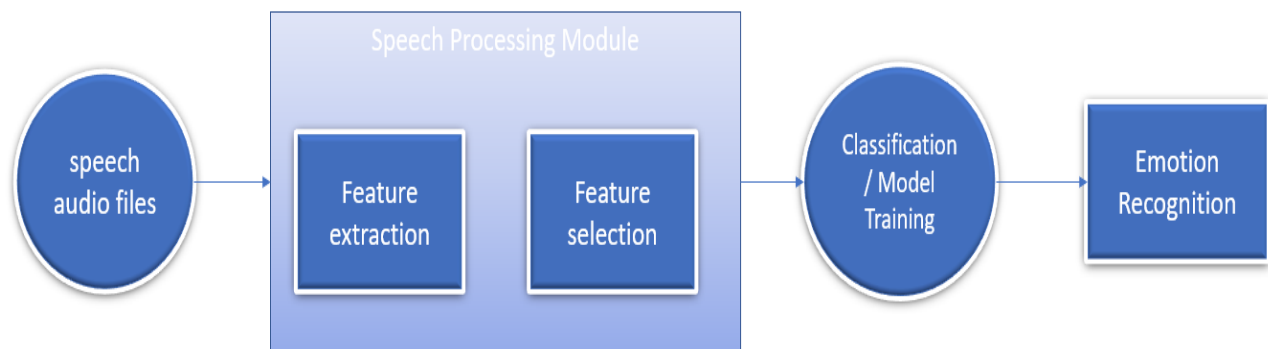 Speech Processing Module
speech
audio files
Feature
extraction
Feature
selection
Classification
/ Model
Training
Emotion
Recognition